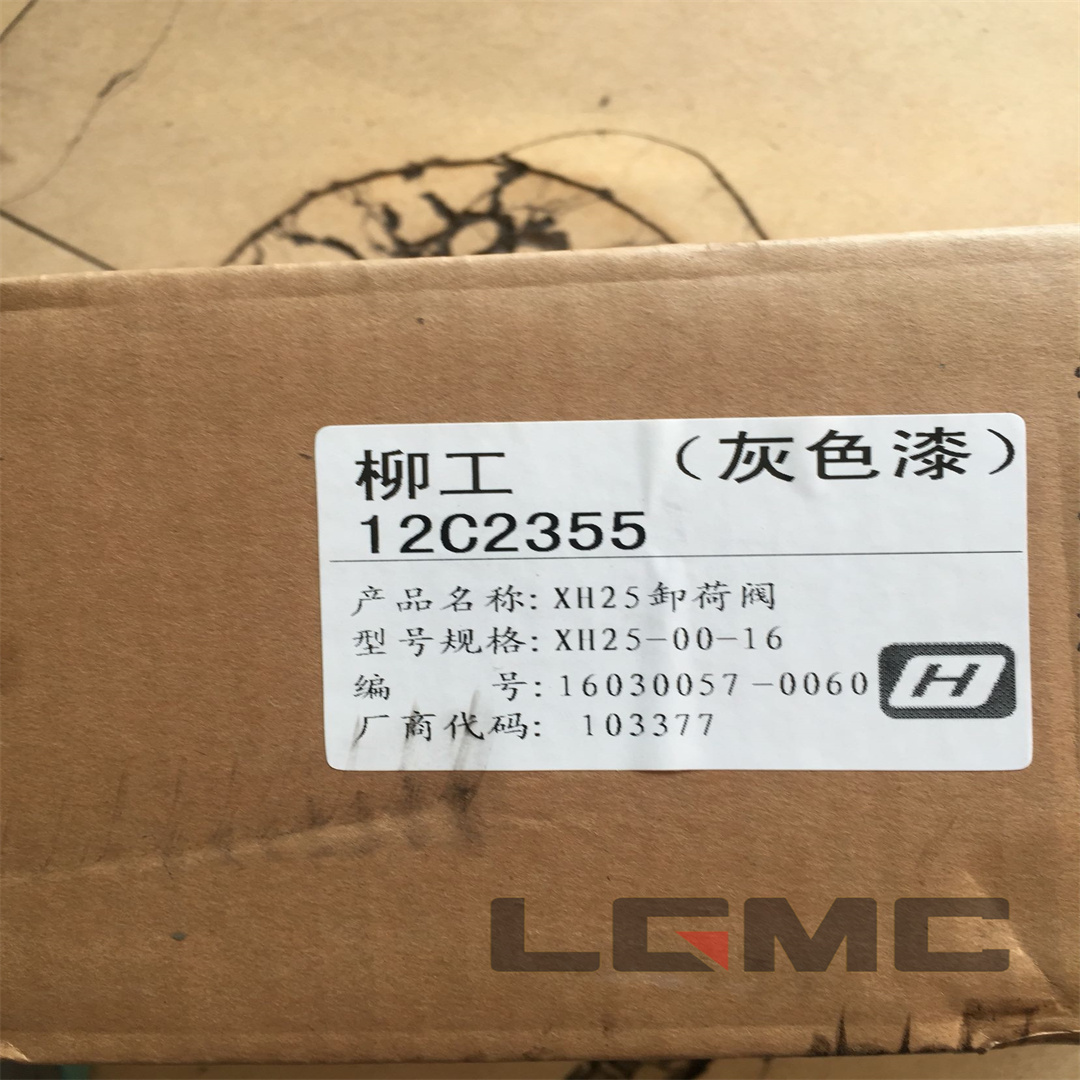 柳工 （灰色漆）
12C2355
产品名称: XH25卸荷阀
型号规格: XH25-00-16
编 号: 16030057-0060
厂商代码: 103377
H
LGMC